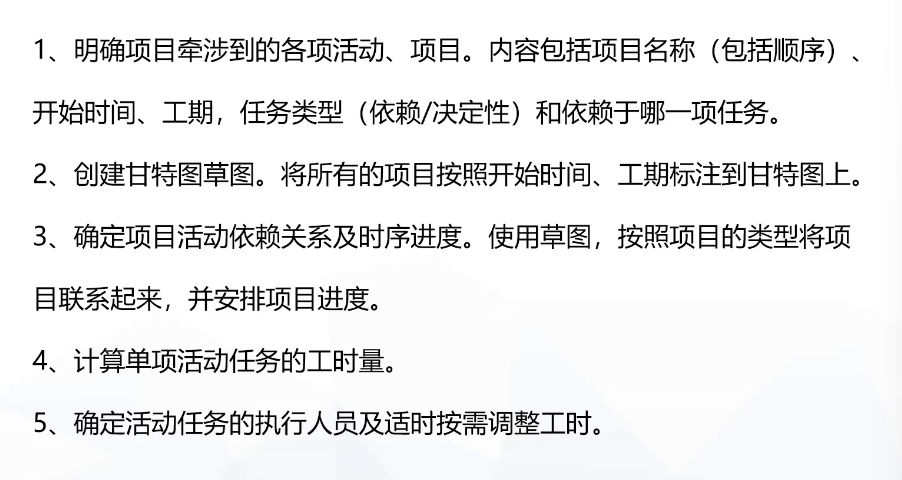 1、明确项目牵涉到的各项活动、项目。内容包括项目名称（包括顺序）、
开始时间、工期，任务类型（依赖/决定性）和依赖于哪一项任务。
2、创建甘特图草图。将所有的项目按照开始时间、工期标注到甘特图上。
3、确定项目活动依赖关系及时序进度。使用草图，按照项目的类型将项
目联系起来，并安排项目进度。
4、计算单项活动任务的工时量。
5、确定活动任务的执行人员及适时按需调整工时。